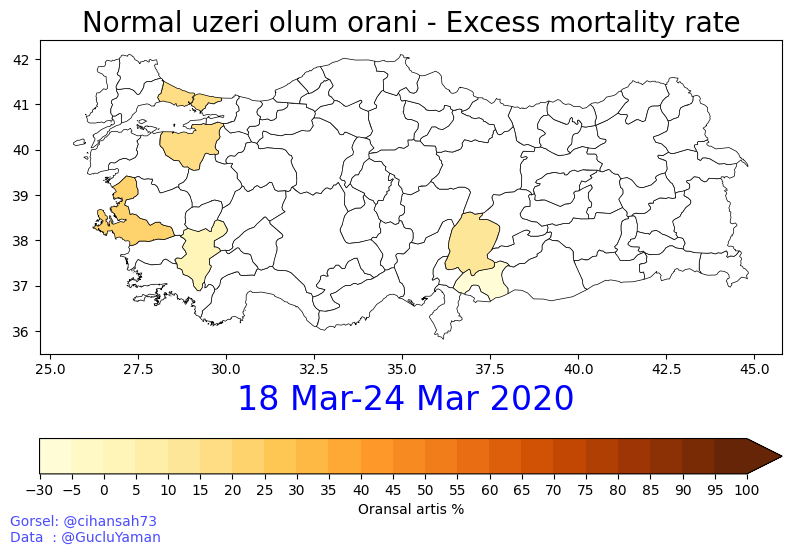 Normal uzeri olum orani - Excess mortality rate
42
41
40
39
38
37
36
25.0 27.5 30.0 32.5 35.0 37.5 40.0 42.5 45.0
18 Mar-24 Mar 2020
−30 −5 0 5 10 15 20 25 30 35 40 45 50 55 60 65 70 75 80 85 90 95 100
Oransal artis %
Gorsel: @cihansah73
Data : @GucluYaman